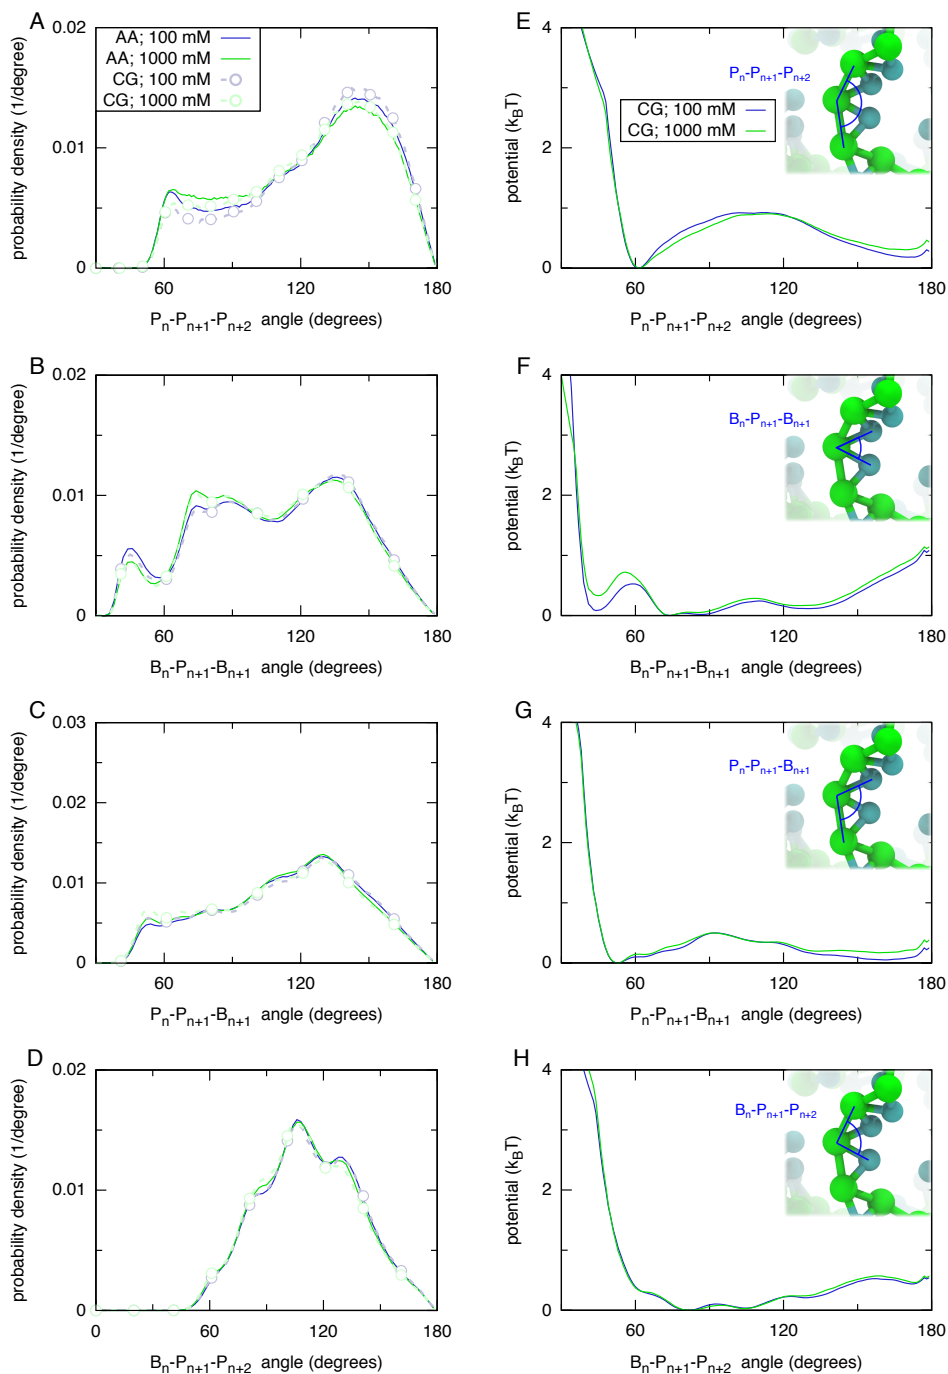 A
0.02
0.01
0
60
120
180
probability density (1/degree)
AA; 100 mM
AA; 1000 mM
CG; 100 mM
CG; 1000 mM
Pn-Pn+1-Pn+2 angle (degrees)
E
4
2
0
60
120
180
potential (kBT)
Pn-Pn+1-Pn+2
CG; 100 mM
CG; 1000 mM
Pn-Pn+1-Pn+2 angle (degrees)
B
0.02
0.01
0
60
120
180
probability density (1/degree)
Bn-Pn+1-Bn+1 angle (degrees)
F
4
2
0
60
120
180
potential (kBT)
Bn-Pn+1-Bn+1
Bn-Pn+1-Bn+1 angle (degrees)
C
0.03
0.02
0.01
0
60
120
180
probability density (1/degree)
Pn-Pn+1-Bn+1 angle (degrees)
G
4
2
0
60
120
180
potential (kBT)
Pn-Pn+1-Bn+1
Pn-Pn+1-Bn+1 angle (degrees)
D
0.02
0.01
0
0
60
120
180
probability density (1/degree)
Bn-Pn+1-Pn+2 angle (degrees)
H
4
2
0
60
120
180
potential (kBT)
Bn-Pn+1-Pn+2
Bn-Pn+1-Pn+2 angle (degrees)